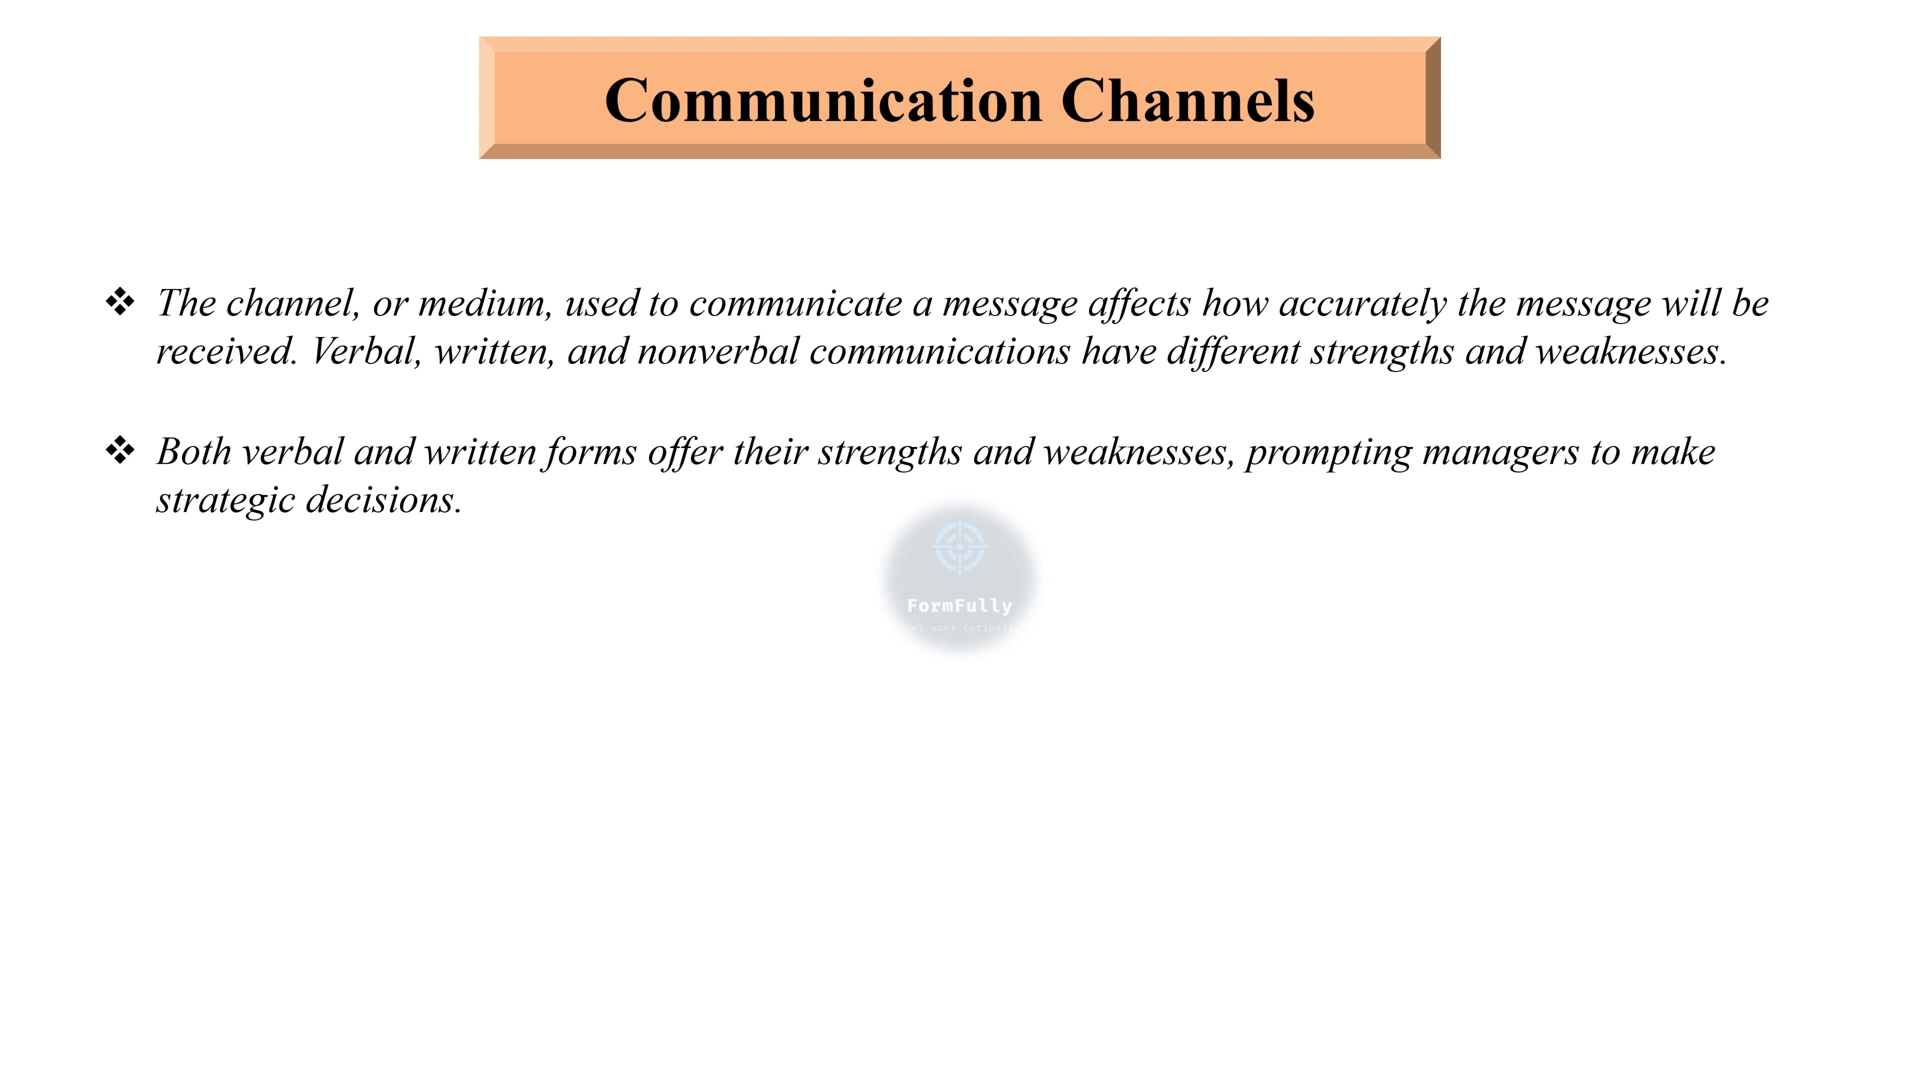 Communication Channels
❖ The channel, or medium, used to communicate a message affects how accurately the message will be
received. Verbal, written, and nonverbal communications have different strengths and weaknesses.
❖ Both verbal and written forms offer their strengths and weaknesses, prompting managers to make
strategic decisions.
FormFully
your